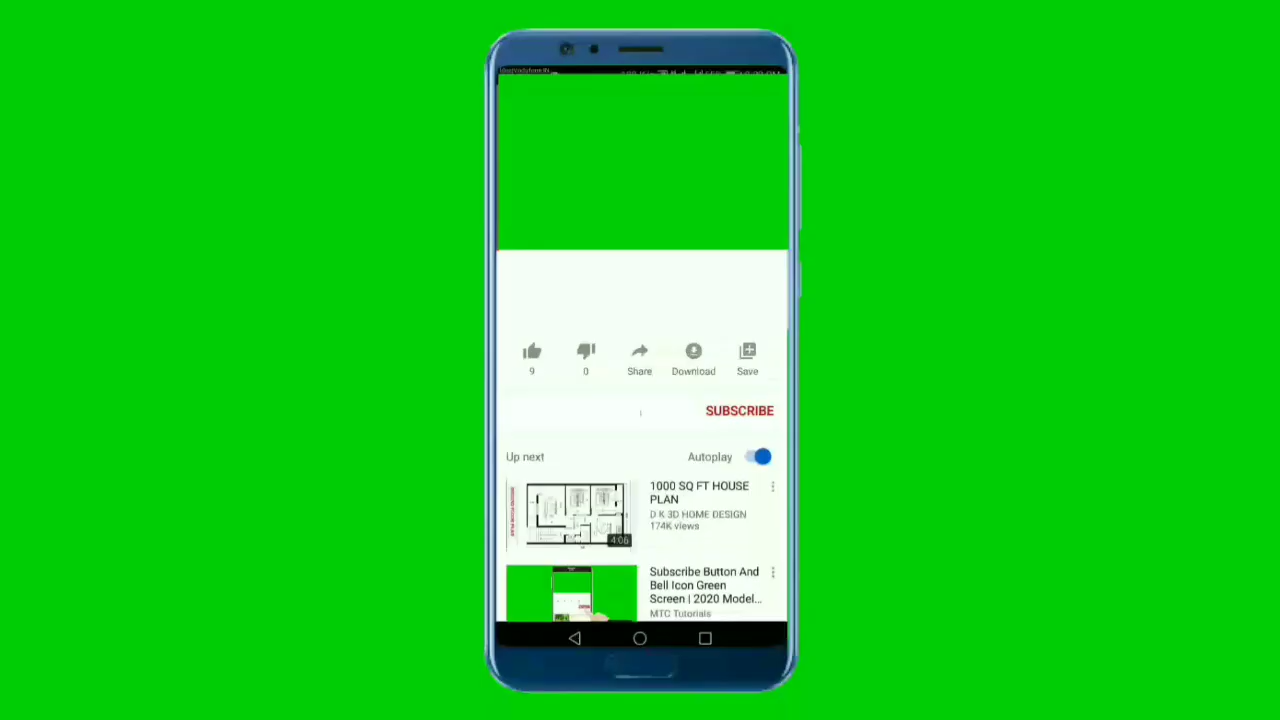 9
0
Share
Download
Save
SUBSCRIBE
Up next
Autoplay
1000 SQ FT HOUSE
PLAN
D K 3D HOME DESIGN
174K views
4:06
Subscribe Button And
Bell Icon Green
Screen | 2020 Model...
MTC Tutorials